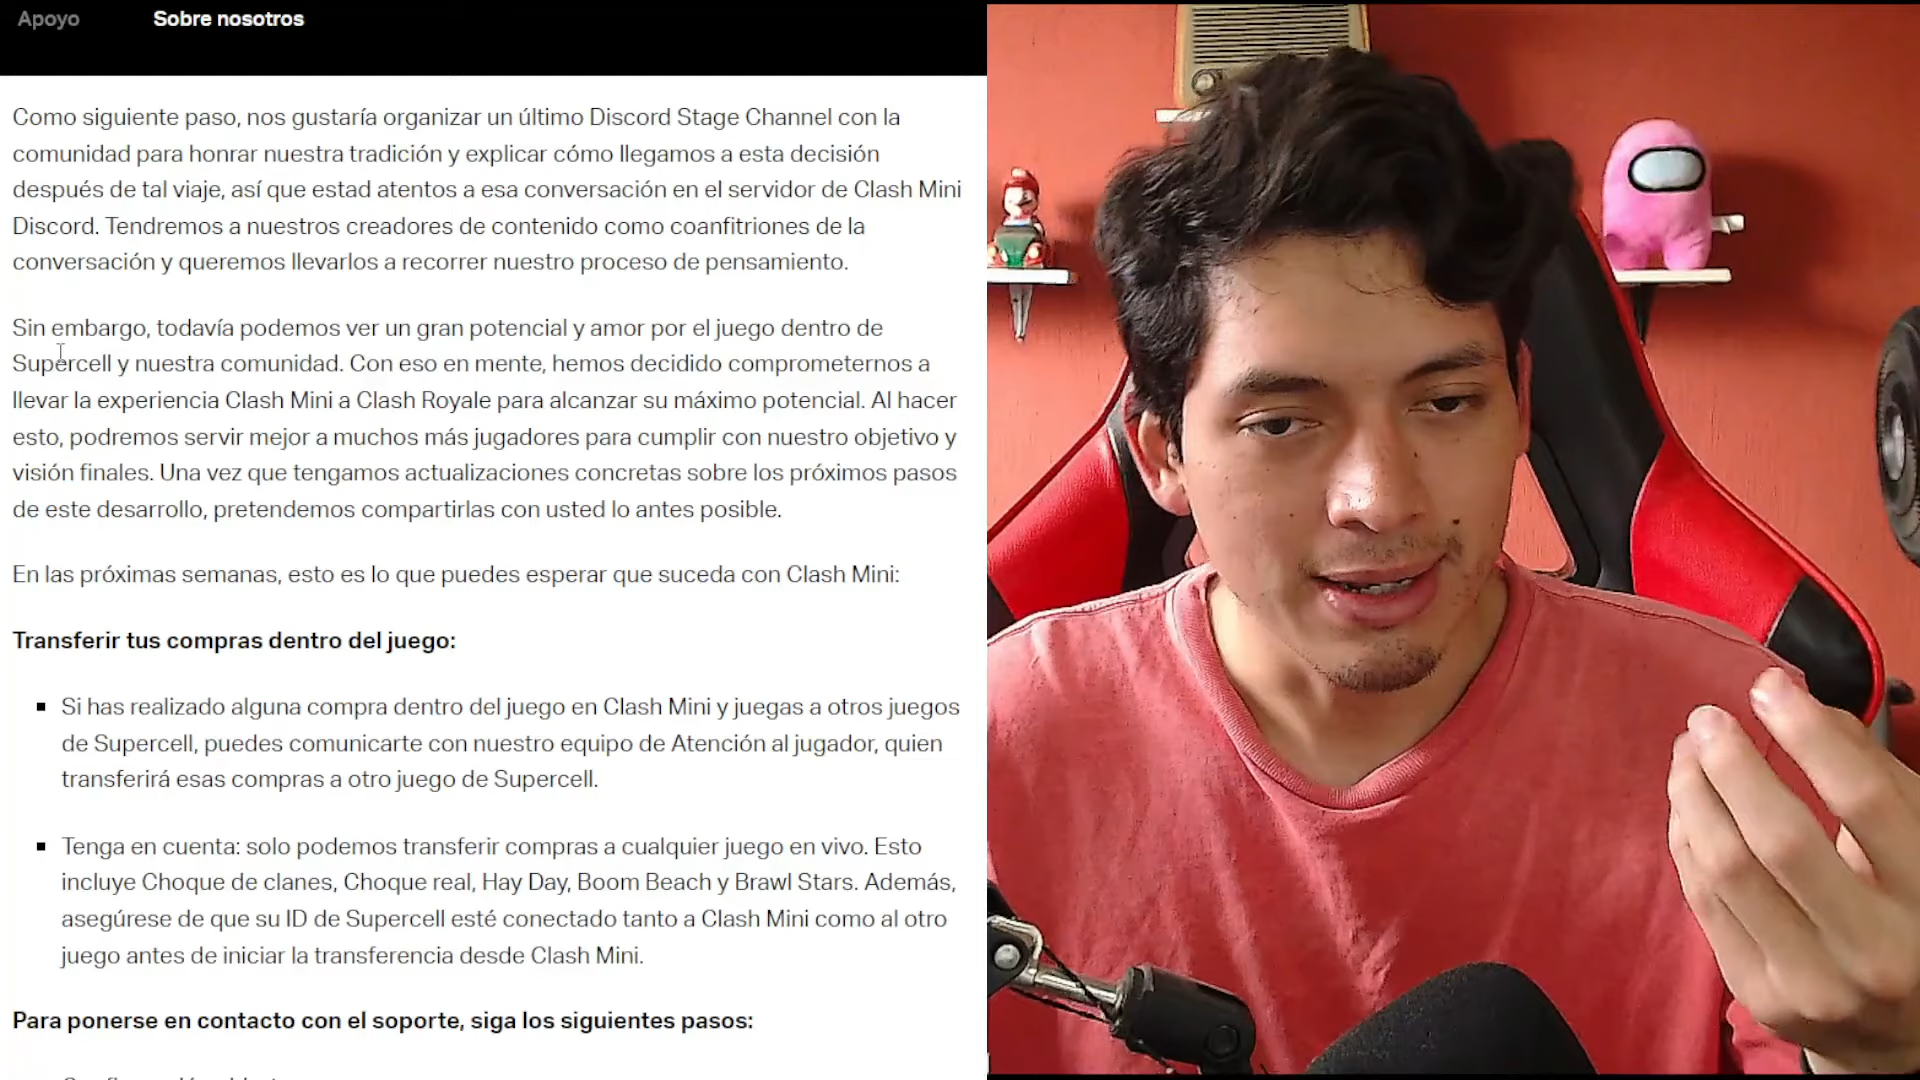 Apoyo
Sobre nosotros
Como siguiente paso, nos gustaría organizar un último Discord Stage Channel con la
comunidad para honrar nuestra tradición y explicar cómo llegamos a esta decisión
después de tal viaje, así que estad atentos a esa conversación en el servidor de Clash Mini
Discord. Tendremos a nuestros creadores de contenido como coanfitriones de la
conversación y queremos llevarlos a recorrer nuestro proceso de pensamiento.
Sin embargo, todavía podemos ver un gran potencial y amor por el juego dentro de
Supercell y nuestra comunidad. Con eso en mente, hemos decidido comprometernos a
llevar la experiencia Clash Mini a Clash Royale para alcanzar su máximo potencial. Al hacer
esto, podremos servir mejor a muchos más jugadores para cumplir con nuestro objetivo y
visión finales. Una vez que tengamos actualizaciones concretas sobre los próximos pasos
de este desarrollo, pretendemos compartirlas con usted lo antes posible.
En las próximas semanas, esto es lo que puedes esperar que suceda con Clash Mini:
Transferir tus compras dentro del juego:
Si has realizado alguna compra dentro del juego en Clash Mini y juegas a otros juegos
de Supercell, puedes comunicarte con nuestro equipo de Atención al jugador, quien
transferirá esas compras a otro juego de Supercell.
Tenga en cuenta: solo podemos transferir compras a cualquier juego en vivo. Esto
incluye Choque de clanes, Choque real, Hay Day, Boom Beach y Brawl Stars. Además,
asegúrese de que su ID de Supercell esté conectado tanto a Clash Mini como al otro
juego antes de iniciar la transferencia desde Clash Mini.
Para ponerse en contacto con el soporte, siga los siguientes pasos: